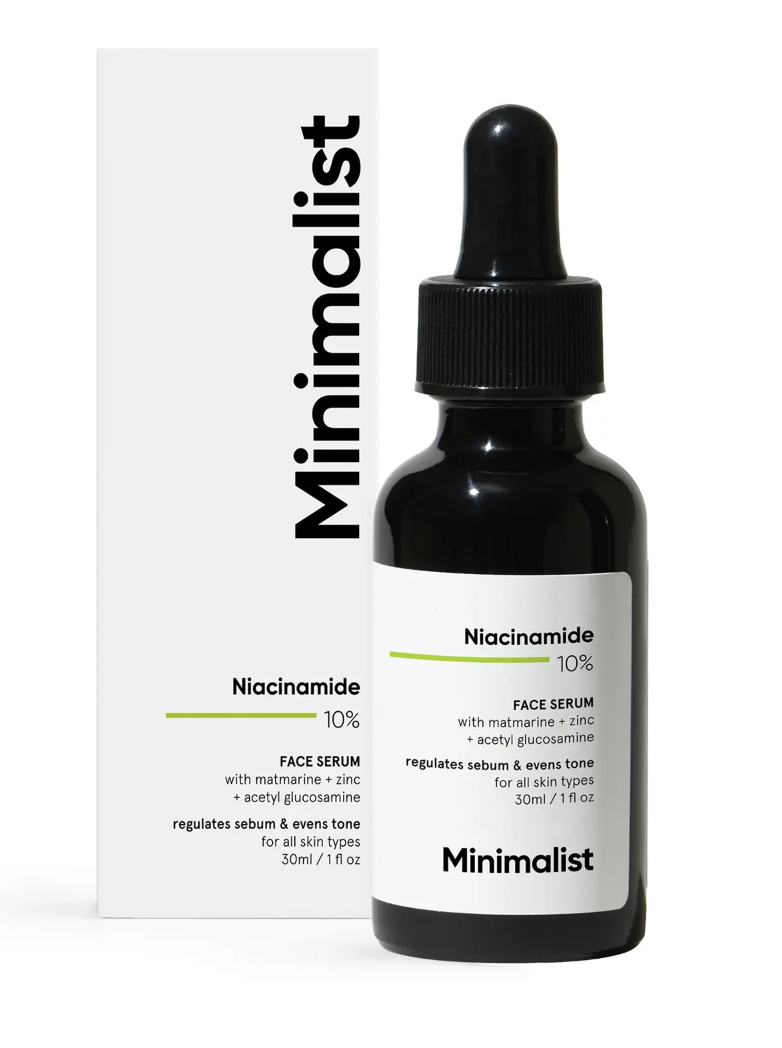 Minimalist
Niacinamide
10%
FACE SERUM
with matmarine + zinc
+ acetyl glucosamine
regulates sebum & evens tone
for all skin types
30ml / 1 fl oz
Niacinamide
10%
FACE SERUM
with matmarine + zinc
+ acetyl glucosamine
regulates sebum & evens tone
for all skin types
30ml / 1 fl oz
Minimalist